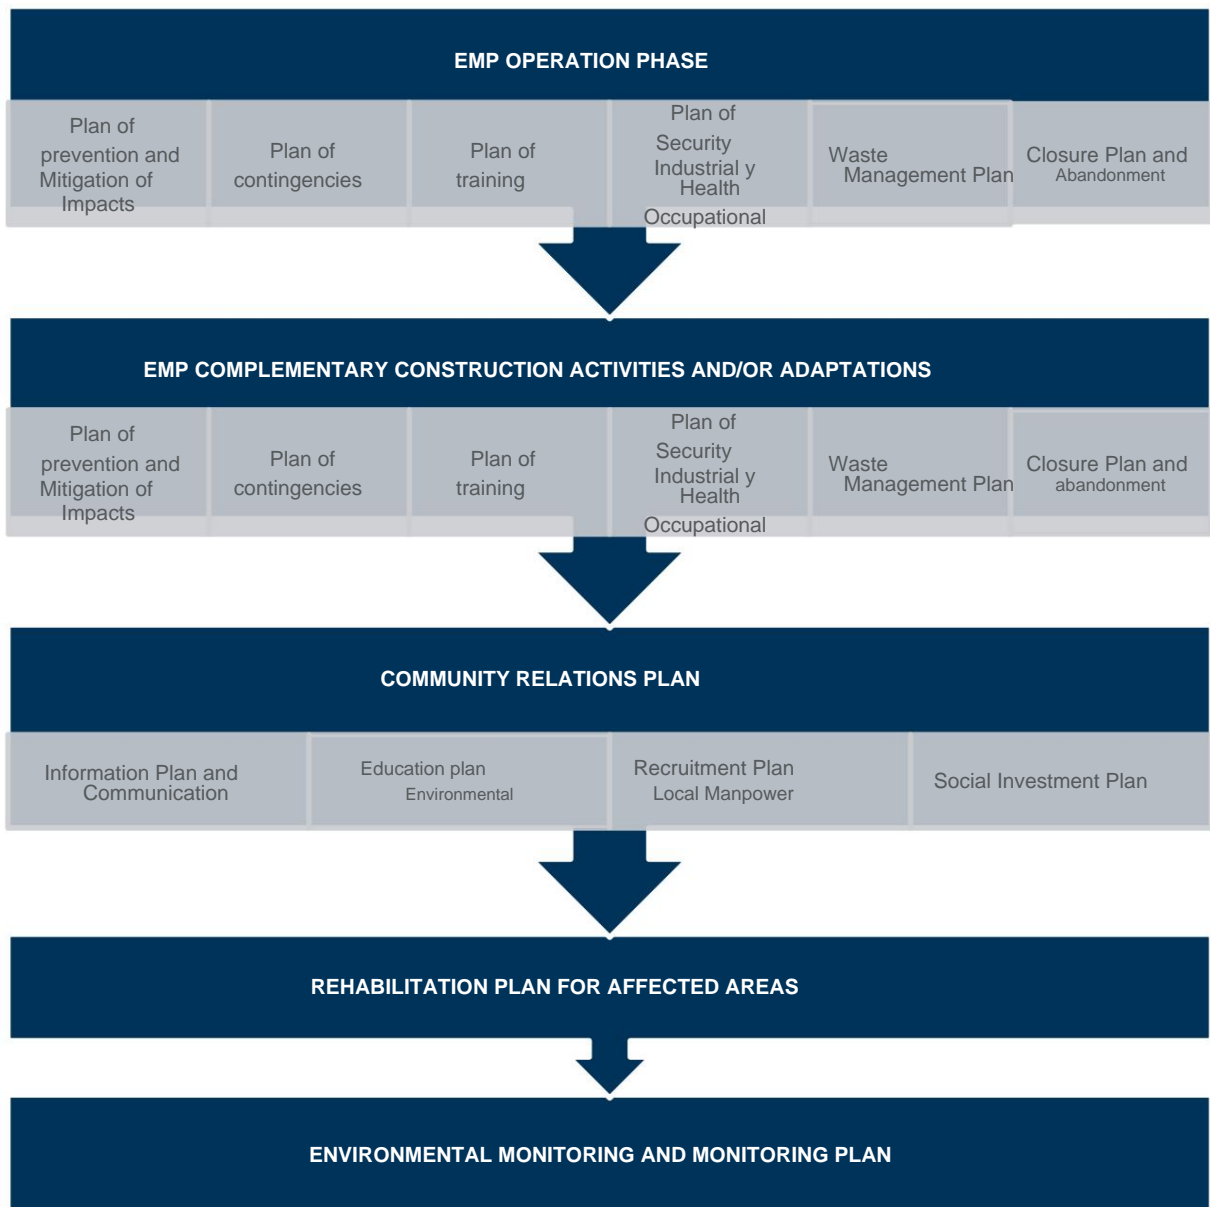 EMP OPERATION PHASE
Plan of
prevention and
Mitigation of
Impacts
Plan of
contingencies
Plan of
training
Plan of
Security
Industrial y
Health
Occupational
Waste
Management Plan
Closure Plan and
Abandonment
EMP COMPLEMENTARY CONSTRUCTION ACTIVITIES AND/OR ADAPTATIONS
Plan of
prevention and
Mitigation of
Impacts
Plan of
contingencies
Plan of
training
Plan of
Security
Industrial y
Health
Occupational
Waste
Management Plan
Closure Plan and
abandonment
COMMUNITY RELATIONS PLAN
Information Plan and
Communication
Education plan
Environmental
Recruitment Plan
Local Manpower
Social Investment Plan
REHABILITATION PLAN FOR AFFECTED AREAS
ENVIRONMENTAL MONITORING AND MONITORING PLAN